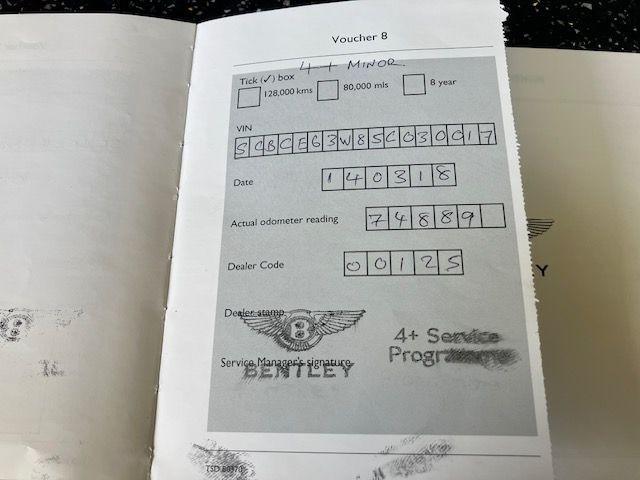 Voucher 8
4 + MINOR.
Tick (✓) box
128,000 kms 80,000 mls 8 year
VIN
SCBCE63W85C030017
Date 140318
Actual odometer reading 74889
Dealer Code 00125
Dealer stamp
B
4+ Service
Programme
Service Manager's signature
BENTLEY
TSD 80370
Y